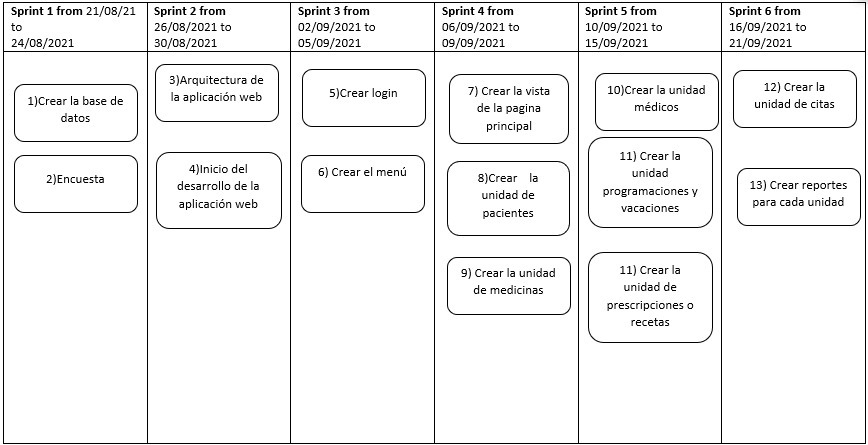 Sprint 1 from 21/08/21
to
24/08/2021
Sprint 2 from
26/08/2021 to
30/08/2021
Sprint 3 from
02/09/2021 to
05/09/2021
Sprint 4 from
06/09/2021 to
09/09/2021
Sprint 5 from
10/09/2021 to
15/09/2021
Sprint 6 from
16/09/2021 to
21/09/2021
1)Crear la base de
datos
2)Encuesta
3)Arquitectura de
la aplicación web
4)Inicio del
desarrollo de la
aplicación web
5)Crear login
6) Crear el menú
7) Crear la vista
de la pagina
principal
8)Crear la
unidad de
pacientes
9) Crear la unidad
de medicinas
10)Crear la unidad
médicos
11) Crear la
unidad
programaciones y
vacaciones
11) Crear la
unidad de
prescripciones o
recetas
12) Crear la
unidad de citas
13) Crear reportes
para cada unidad